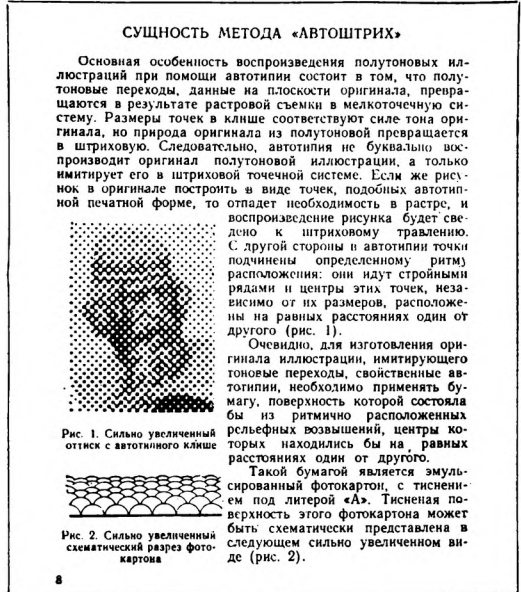 СУЩНОСТЬ МЕТОДА «АВТОШТРИХ»
Основная особенность воспроизведения полутоновых ил-
люстраций при помощи автотипии состоит в том, что полу-
тоновые переходы, данные на плоскости оригинала, превра-
щаются в результате растровой съемки в мелкоточечную си-
стему. Размеры точек в клише соответствуют силе тона ори-
гинала, но природа оригинала из полутоновой превращается
в штриховую. Следовательно, автотипия не буквально вос-
производит оригинал полутоновой иллюстрации, а только
имитирует его в штриховой точечной системе. Если же рису-
нок в оригинале построить в виде точек, подобных автотип-
ной печатной форме, то отпадет необходимость в растре, и
воспроизведение рисунка будет све-
дено к штриховому травлению.
С другой стороны в автотипии точки
подчинены определенному ритму
расположения: они идут стройными
рядами и центры этих точек, неза-
висимо от их размеров, расположе-
ны на равных расстояниях один от
другого (рис. 1).
Очевидно, для изготовления ори-
гинала иллюстрации, имитирующего
тоновые переходы, свойственные ав-
тотипии, необходимо применять бу-
магу, поверхность которой состояла
бы из ритмично расположенных
рельефных возвышений, центры ко-
торых находились бы на равных
расстояниях один от другого.
Такой бумагой является эмуль-
сированный фотокартон, с тиснени-
ем под литерой «А». Тисненая по-
верхность этого фотокартона может
быть схематически представлена в
следующем сильно увеличенном ви-
де (рис. 2).
Рис. 1. Сильно увеличенный
оттиск с автотипного клише
Рис. 2. Сильно увеличенный
схематический разрез фото-
картона
8